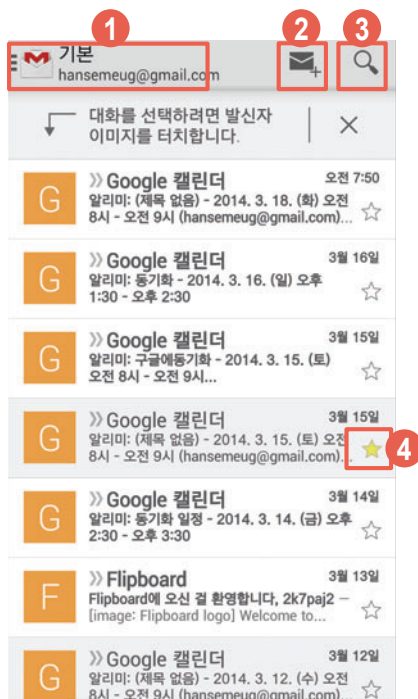 1
2
3
기본
hansemeug@gmail.com
대화를 선택하려면 발신자
이미지를 터치합니다.
G
» Google 캘린더 오전 7:50
알리미: (제목 없음) - 2014. 3. 18. (화) 오전
8시 - 오전 9시 (hansemeug@gmail.com)...
G
» Google 캘린더 3월 16일
알리미: 동기화 - 2014. 3. 16. (일) 오후
1:30 - 오후 2:30
G
» Google 캘린더 3월 15일
알리미: 구글에동기화 - 2014. 3. 15. (토)
오전 8시 - 오전 9시...
G
» Google 캘린더 3월 15일
알리미: (제목 없음) - 2014. 3. 15. (토) 오전
8시 - 오전 9시 (hansemeug@gmail.com)...
4
G
» Google 캘린더 3월 14일
알리미: 동기화 일정 - 2014. 3. 14. (금) 오후
2:30 - 오후 3:30
F
» Flipboard 3월 13일
Flipboard에 오신 걸 환영합니다, 2k7paj2 –
[image: Flipboard logo] Welcome to...
G
» Google 캘린더 3월 12일
알리미: (제목 없음) - 2014. 3. 12. (수) 오전
8시 - 오전 9시 (hansemeug@gmail.com)